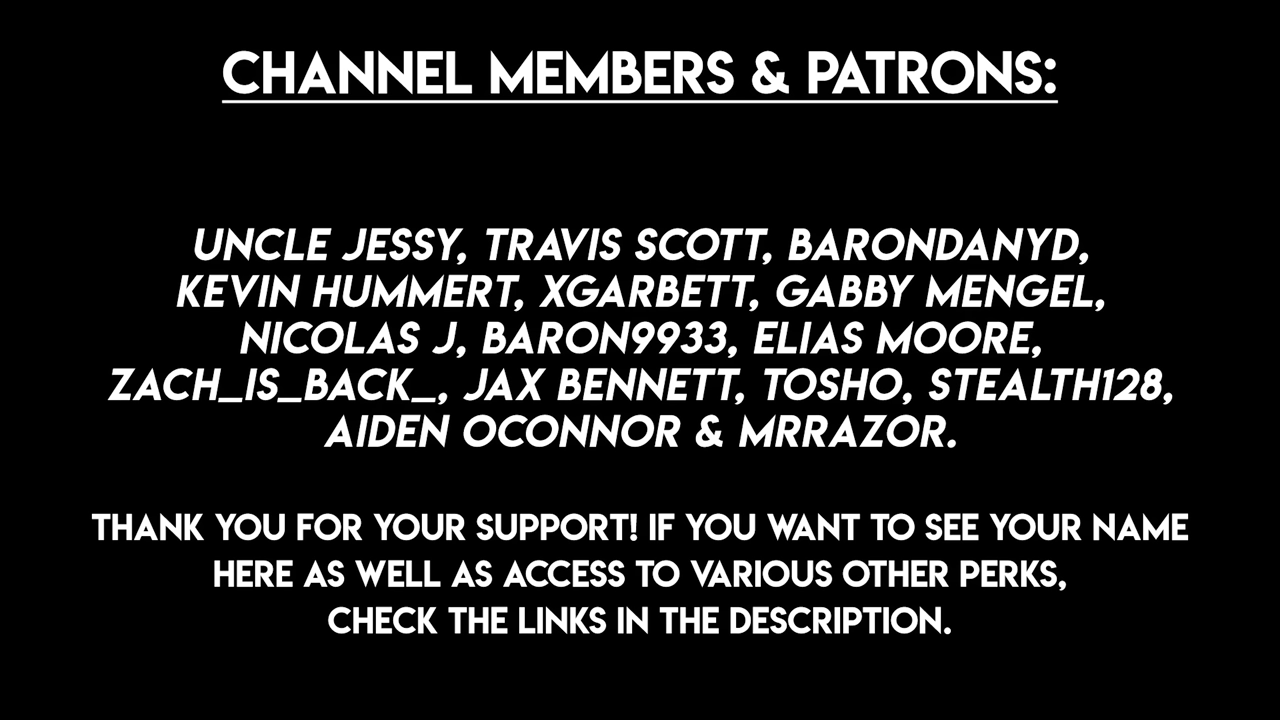 CHANNEL MEMBERS & PATRONS:
UNCLE JESSY, TRAVIS SCOTT, BARONDANYD,
KEVIN HUMMERT, XGARBETT, GABBY MENGEL,
NICOLAS J, BARON9933, ELIAS MOORE,
ZACH_IS_BACK_, JAX BENNETT, TOSHO, STEALTH128,
AIDEN OCONNOR & MRRAZOR.
THANK YOU FOR YOUR SUPPORT! IF YOU WANT TO SEE YOUR NAME
HERE AS WELL AS ACCESS TO VARIOUS OTHER PERKS,
CHECK THE LINKS IN THE DESCRIPTION.